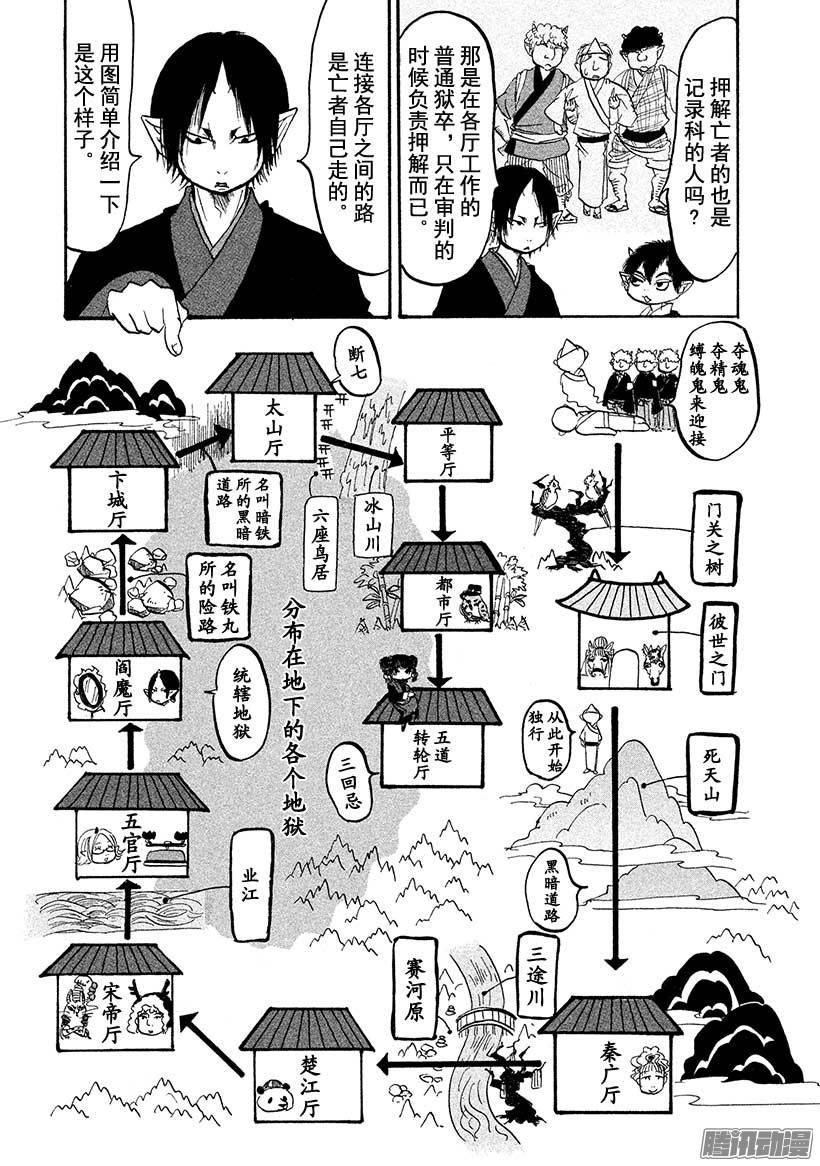 押解亡者的也是
记录科的人吗？
那是在各厅工作的
普通狱卒，只在审判的
时候负责押解而已。
连接各厅之间的路
是亡者自己走的。
用图简单介绍一下
是这个样子。
夺魂鬼
夺精鬼
缚魄鬼来迎接
门关之树
彼世之门
从此开始
独行
死天山
黑暗道路
秦广厅
三途川
赛河原
楚江厅
宋帝厅
业江
五官厅
阎魔厅
统辖地狱
名叫铁丸
所的险路
卞城厅
名叫暗铁
所的黑暗
道路
太山厅
断七
六座鸟居
冰山川
平等厅
都市厅
五道
转轮厅
三回忌
分布在地下的各个地狱
腾讯动漫